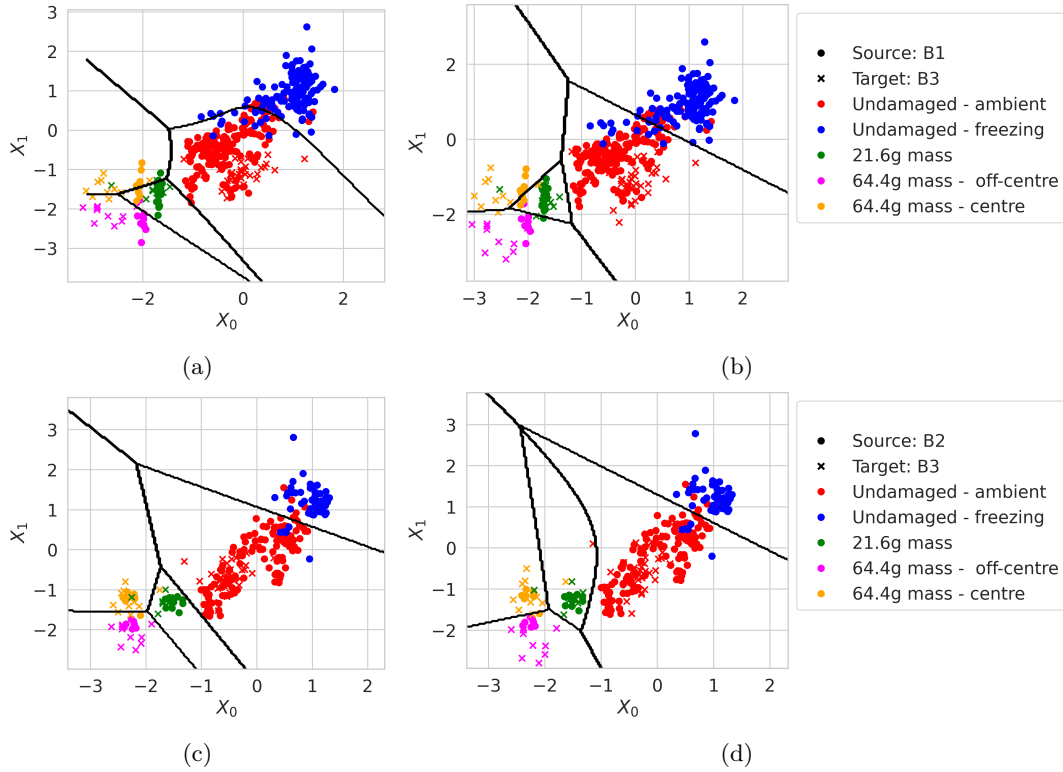 3
2
1
0
−1
−2
−3
X1
−2
0
2
X0
(a)
2
0
−2
X1
−3
−2
−1
0
1
2
X0
(b)
Source: B1
Target: B3
Undamaged - ambient
Undamaged - freezing
21.6g mass
64.4g mass - off-centre
64.4g mass - centre
3
2
1
0
−1
−2
X1
−3
−2
−1
0
1
2
X0
(c)
3
2
1
0
−1
−2
X1
−3
−2
−1
0
1
2
X0
(d)
Source: B2
Target: B3
Undamaged - ambient
Undamaged - freezing
21.6g mass
64.4g mass - off-centre
64.4g mass - centre